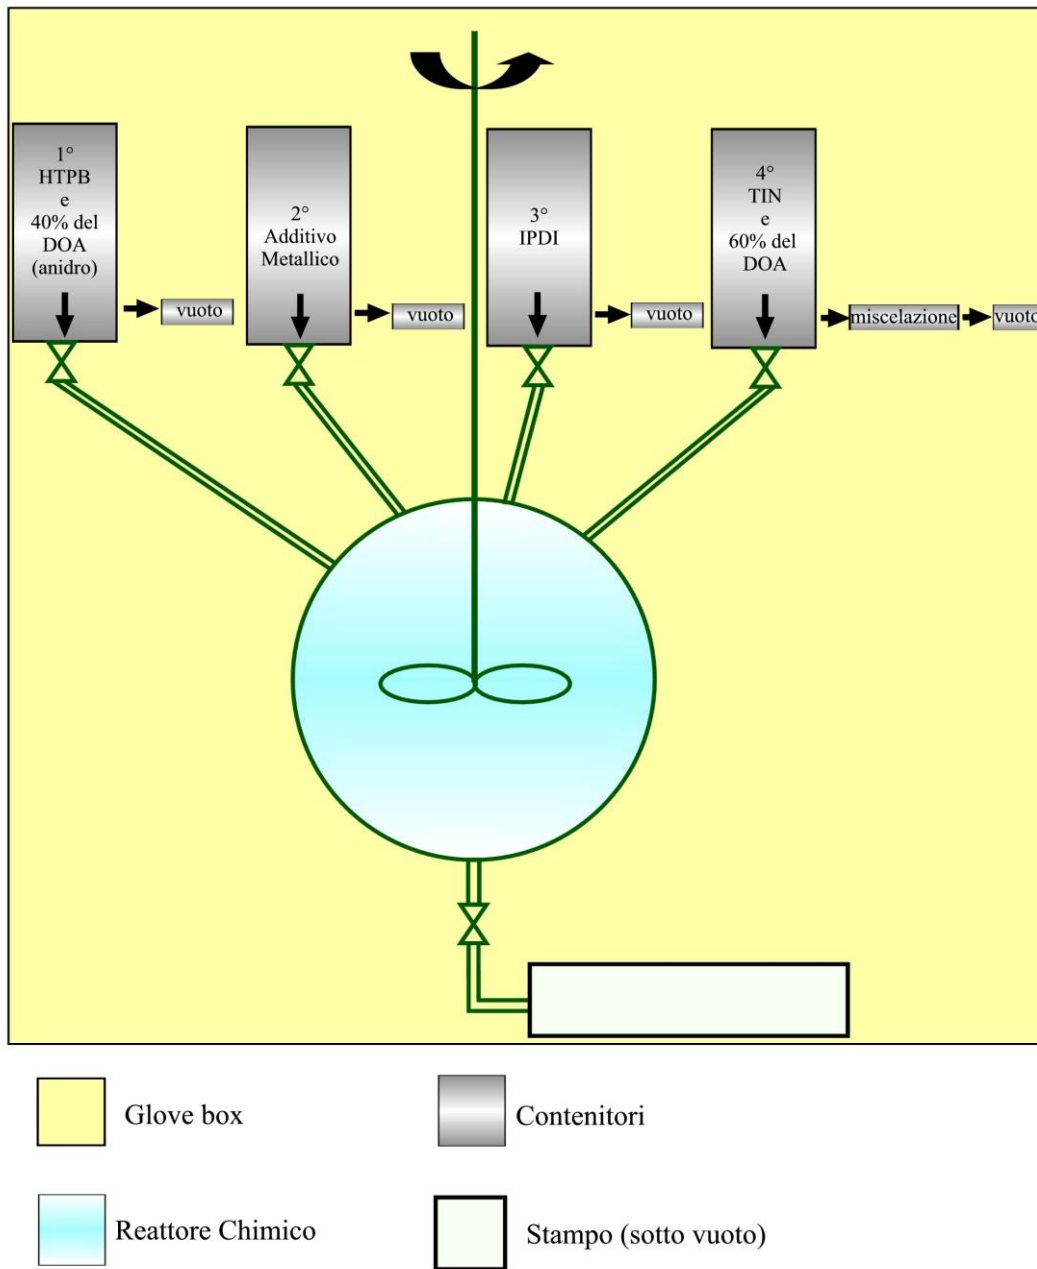 1°
HTPB
e
40% del
DOA
(anidro)
2°
Additivo
Metallico
3°
IPDI
4°
TIN
e
60% del
DOA
vuoto
vuoto
vuoto
miscelazione
vuoto
Glove box
Contenitori
Reattore Chimico
Stampo (sotto vuoto)